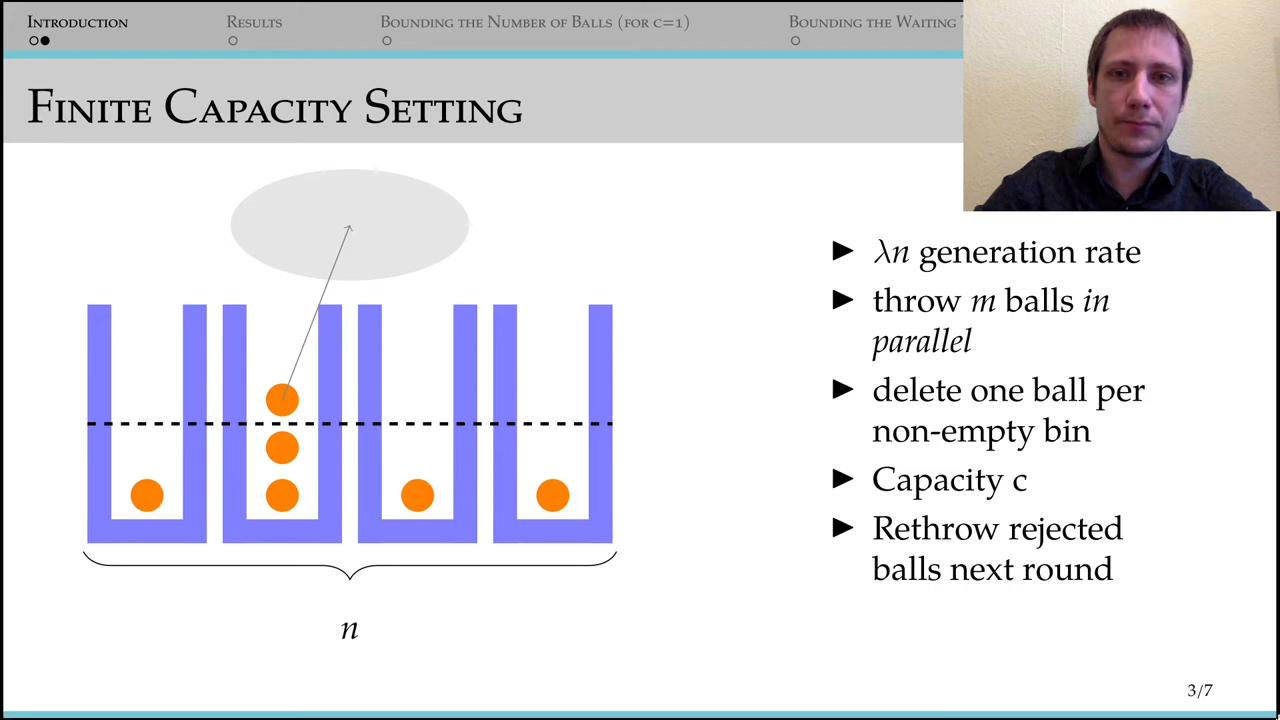 Introduction
Results
Bounding the Number of Balls (for c=1)
Bounding the Waiting
Finite Capacity Setting
▶ λn generation rate
▶ throw m balls in
parallel
▶ delete one ball per
non-empty bin
▶ Capacity c
▶ Rethrow rejected
balls next round
n
3/7